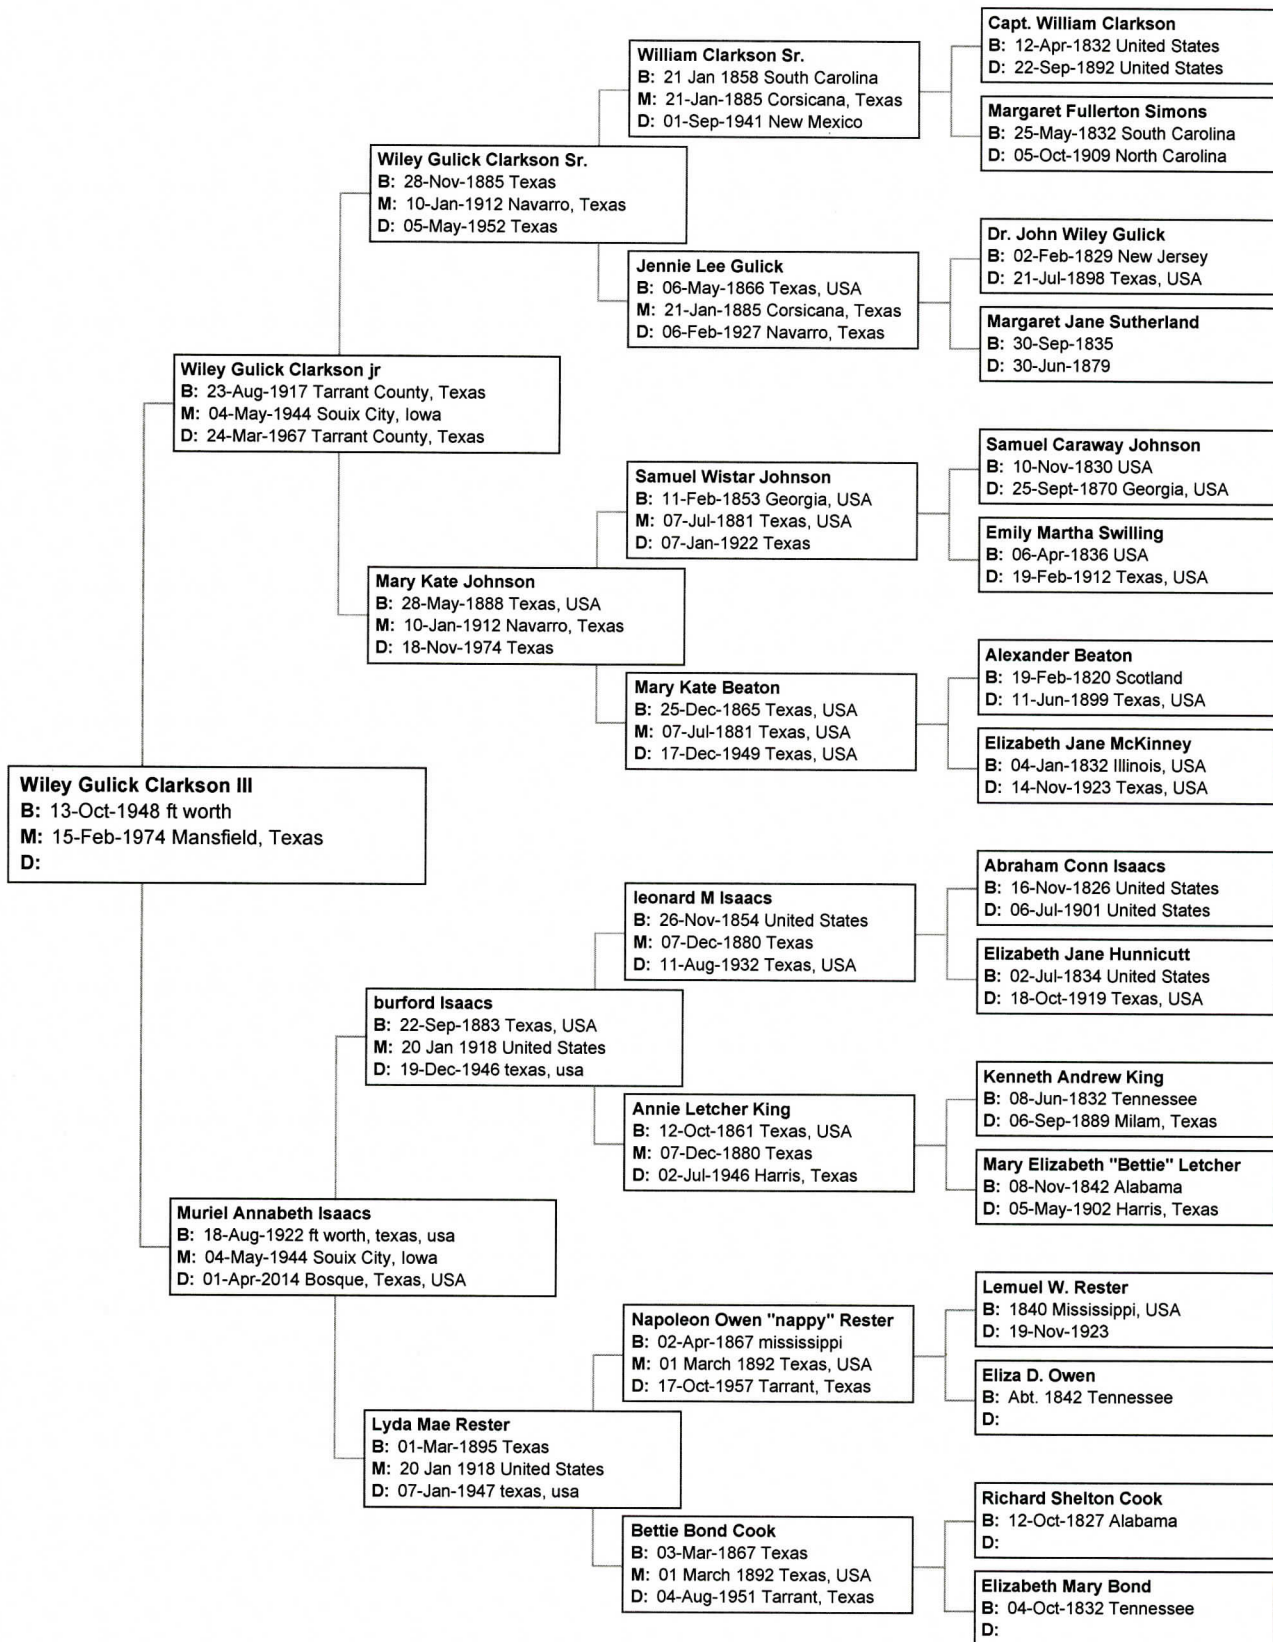 Capt. William Clarkson
B: 12-Apr-1832 United States
D: 22-Sep-1892 United States
William Clarkson Sr.
B: 21 Jan 1858 South Carolina
M: 21-Jan-1885 Corsicana, Texas
D: 01-Sep-1941 New Mexico
Margaret Fullerton Simons
B: 25-May-1832 South Carolina
D: 05-Oct-1909 North Carolina
Wiley Gulick Clarkson Sr.
B: 28-Nov-1885 Texas
M: 10-Jan-1912 Navarro, Texas
D: 05-May-1952 Texas
Dr. John Wiley Gulick
B: 02-Feb-1829 New Jersey
D: 21-Jul-1898 Texas, USA
Jennie Lee Gulick
B: 06-May-1866 Texas, USA
M: 21-Jan-1885 Corsicana, Texas
D: 06-Feb-1927 Navarro, Texas
Margaret Jane Sutherland
B: 30-Sep-1835
D: 30-Jun-1879
Wiley Gulick Clarkson jr
B: 23-Aug-1917 Tarrant County, Texas
M: 04-May-1944 Souix City, Iowa
D: 24-Mar-1967 Tarrant County, Texas
Samuel Caraway Johnson
B: 10-Nov-1830 USA
D: 25-Sept-1870 Georgia, USA
Samuel Wistar Johnson
B: 11-Feb-1853 Georgia, USA
M: 07-Jul-1881 Texas, USA
D: 07-Jan-1922 Texas
Emily Martha Swilling
B: 06-Apr-1836 USA
D: 19-Feb-1912 Texas, USA
Mary Kate Johnson
B: 28-May-1888 Texas, USA
M: 10-Jan-1912 Navarro, Texas
D: 18-Nov-1974 Texas
Alexander Beaton
B: 19-Feb-1820 Scotland
D: 11-Jun-1899 Texas, USA
Mary Kate Beaton
B: 25-Dec-1865 Texas, USA
M: 07-Jul-1881 Texas, USA
D: 17-Dec-1949 Texas, USA
Elizabeth Jane McKinney
B: 04-Jan-1832 Illinois, USA
D: 14-Nov-1923 Texas, USA
Wiley Gulick Clarkson III
B: 13-Oct-1948 ft worth
M: 15-Feb-1974 Mansfield, Texas
D:
Abraham Conn Isaacs
B: 16-Nov-1826 United States
D: 06-Jul-1901 United States
leonard M Isaacs
B: 26-Nov-1854 United States
M: 07-Dec-1880 Texas
D: 11-Aug-1932 Texas, USA
Elizabeth Jane Hunnicutt
B: 02-Jul-1834 United States
D: 18-Oct-1919 Texas, USA
burford Isaacs
B: 22-Sep-1883 Texas, USA
M: 20 Jan 1918 United States
D: 19-Dec-1946 texas, usa
Kenneth Andrew King
B: 08-Jun-1832 Tennessee
D: 06-Sep-1889 Milam, Texas
Annie Letcher King
B: 12-Oct-1861 Texas, USA
M: 07-Dec-1880 Texas
D: 02-Jul-1946 Harris, Texas
Mary Elizabeth "Bettie" Letcher
B: 08-Nov-1842 Alabama
D: 05-May-1902 Harris, Texas
Muriel Annabeth Isaacs
B: 18-Aug-1922 ft worth, texas, usa
M: 04-May-1944 Souix City, Iowa
D: 01-Apr-2014 Bosque, Texas, USA
Lemuel W. Rester
B: 1840 Mississippi, USA
D: 19-Nov-1923
Napoleon Owen "nappy" Rester
B: 02-Apr-1867 mississippi
M: 01 March 1892 Texas, USA
D: 17-Oct-1957 Tarrant, Texas
Eliza D. Owen
B: Abt. 1842 Tennessee
D:
Lyda Mae Rester
B: 01-Mar-1895 Texas
M: 20 Jan 1918 United States
D: 07-Jan-1947 texas, usa
Richard Shelton Cook
B: 12-Oct-1827 Alabama
D:
Bettie Bond Cook
B: 03-Mar-1867 Texas
M: 01 March 1892 Texas, USA
D: 04-Aug-1951 Tarrant, Texas
Elizabeth Mary Bond
B: 04-Oct-1832 Tennessee
D: